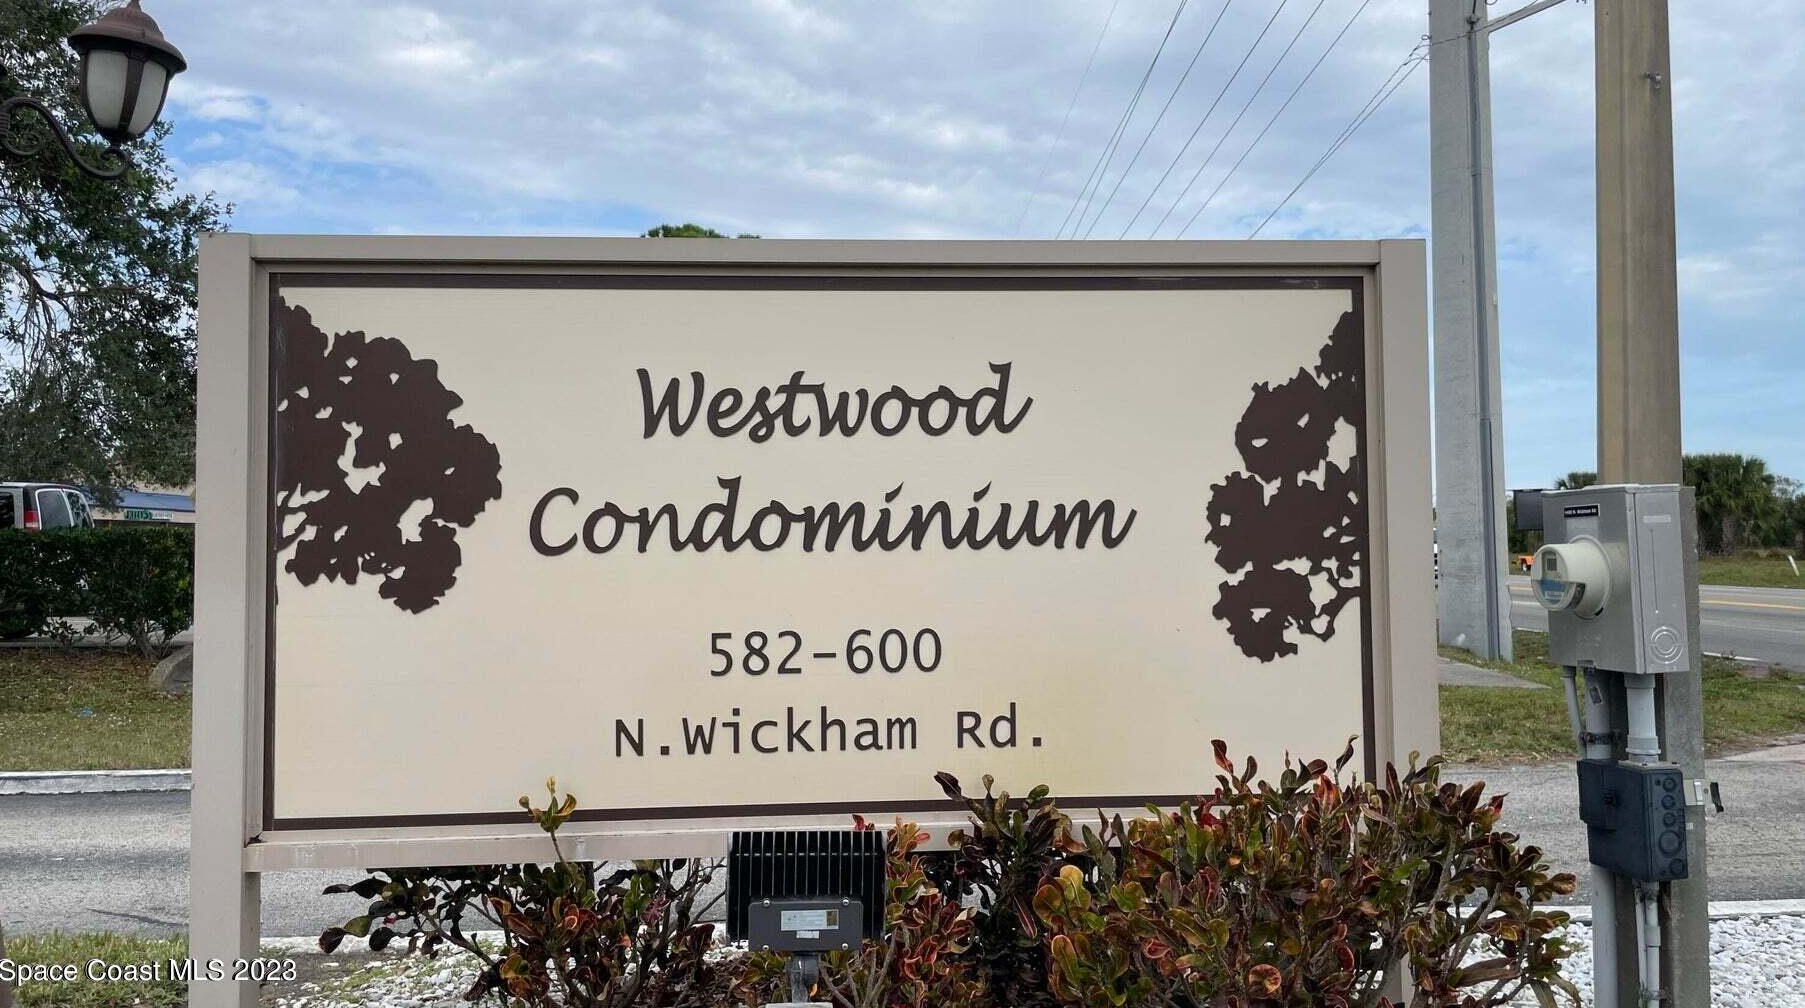 Westwood
Condominium
582-600
N.Wickham Rd.
Space Coast MLS 2023